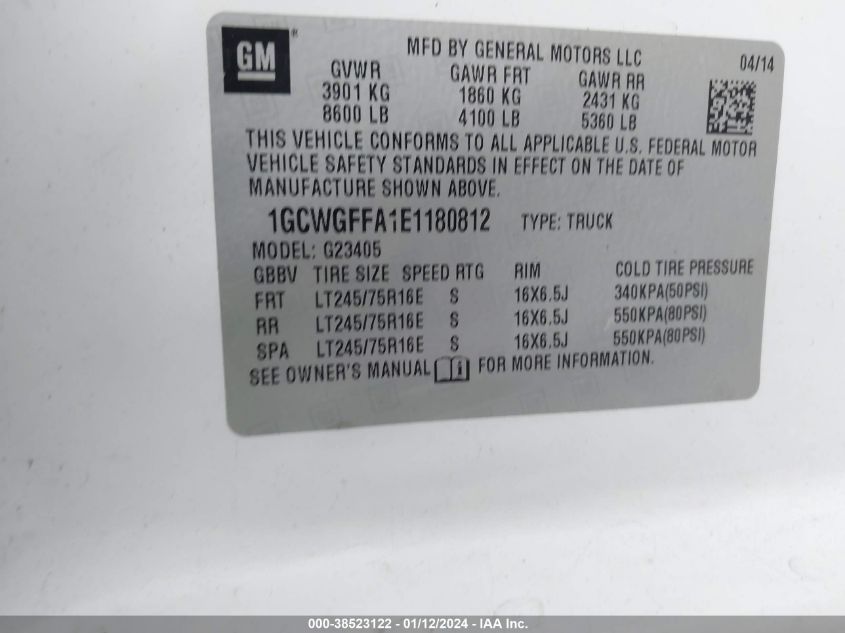 GM®
MFD BY GENERAL MOTORS LLC 04/14
GVWR GAWR FRT GAWR RR
3901 KG 1860 KG 2431 KG
8600 LB 4100 LB 5360 LB
THIS VEHICLE CONFORMS TO ALL APPLICABLE U.S. FEDERAL MOTOR
VEHICLE SAFETY STANDARDS IN EFFECT ON THE DATE OF
MANUFACTURE SHOWN ABOVE.
1GCWGFFA1E1180812 TYPE: TRUCK
MODEL: G23405
GBBV TIRE SIZE SPEED RTG RIM COLD TIRE PRESSURE
FRT LT245/75R16E S 16X6.5J 340KPA(50PSI)
RR LT245/75R16E S 16X6.5J 550KPA(80PSI)
SPA LT245/75R16E S 16X6.5J 550KPA(80PSI)
SEE OWNER'S MANUAL i FOR MORE INFORMATION.
000-38523122 - 01/12/2024 - IAA Inc.